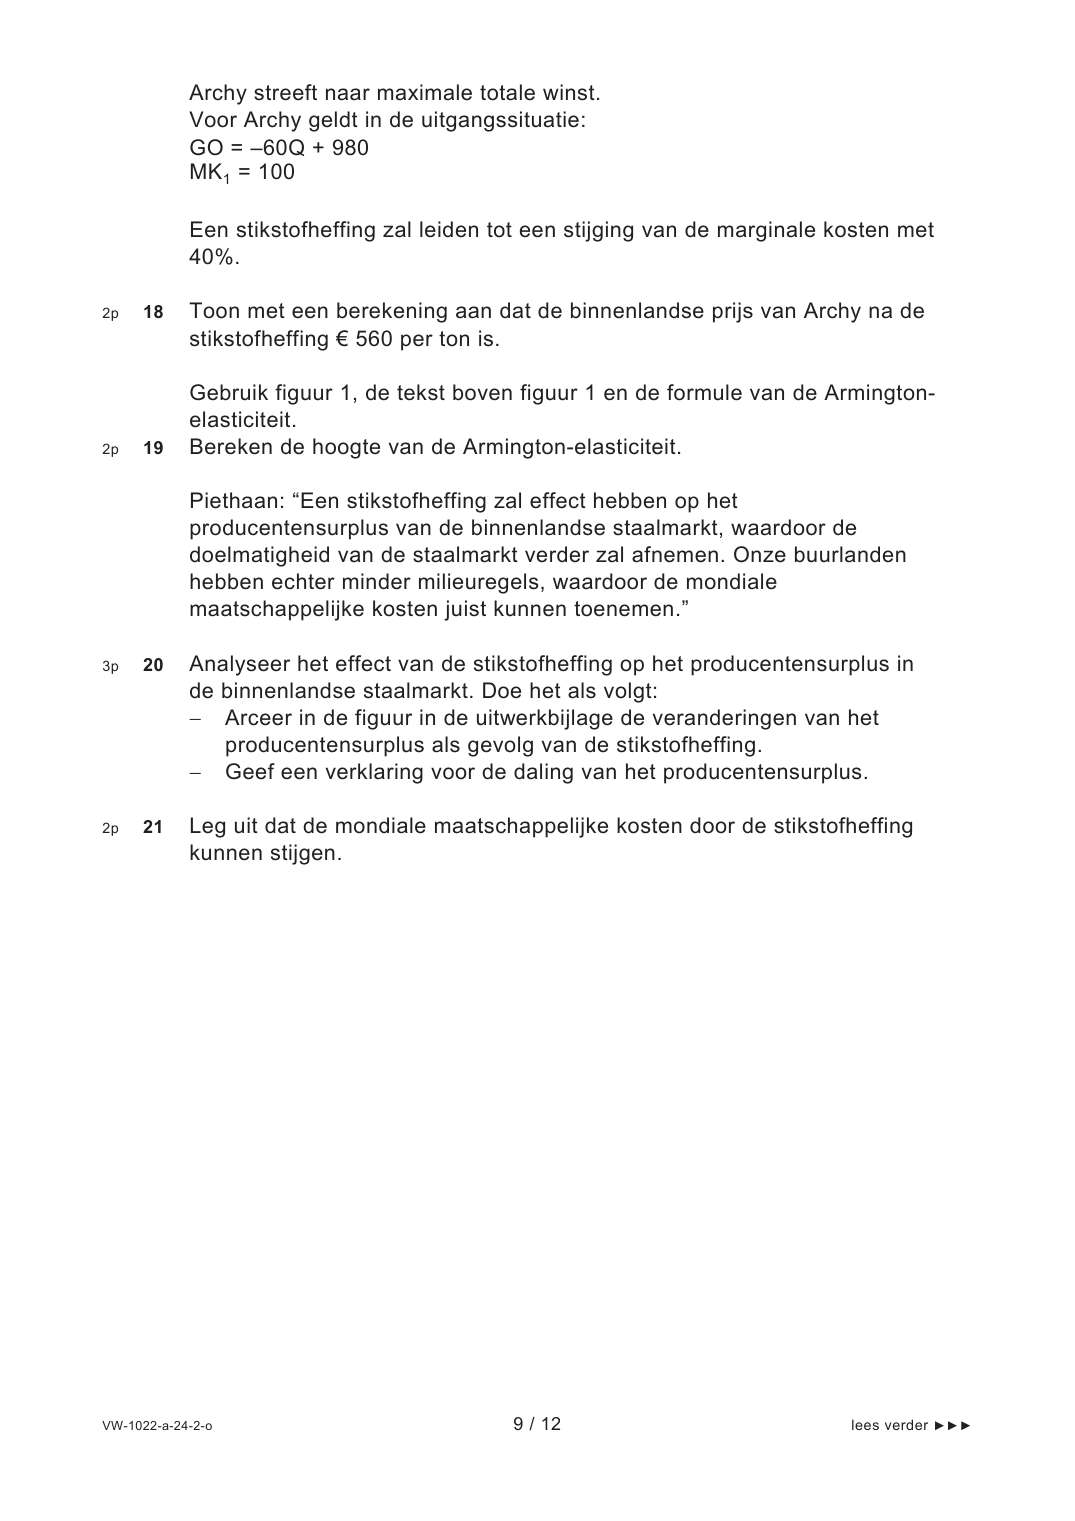 Archy streeft naar maximale totale winst.
Voor Archy geldt in de uitgangssituatie:
GO = –60Q + 980
MK1 = 100
Een stikstofheffing zal leiden tot een stijging van de marginale kosten met
40%.
2p 18 Toon met een berekening aan dat de binnenlandse prijs van Archy na de
stikstofheffing € 560 per ton is.
Gebruik figuur 1, de tekst boven figuur 1 en de formule van de Armington-
elasticiteit.
2p 19 Bereken de hoogte van de Armington-elasticiteit.
Piethaan: “Een stikstofheffing zal effect hebben op het
producentensurplus van de binnenlandse staalmarkt, waardoor de
doelmatigheid van de staalmarkt verder zal afnemen. Onze buurlanden
hebben echter minder milieuregels, waardoor de mondiale
maatschappelijke kosten juist kunnen toenemen.”
3p 20 Analyseer het effect van de stikstofheffing op het producentensurplus in
de binnenlandse staalmarkt. Doe het als volgt:
– Arceer in de figuur in de uitwerkbijlage de veranderingen van het
producentensurplus als gevolg van de stikstofheffing.
– Geef een verklaring voor de daling van het producentensurplus.
2p 21 Leg uit dat de mondiale maatschappelijke kosten door de stikstofheffing
kunnen stijgen.
VW-1022-a-24-2-o 9 / 12 lees verder ►►►